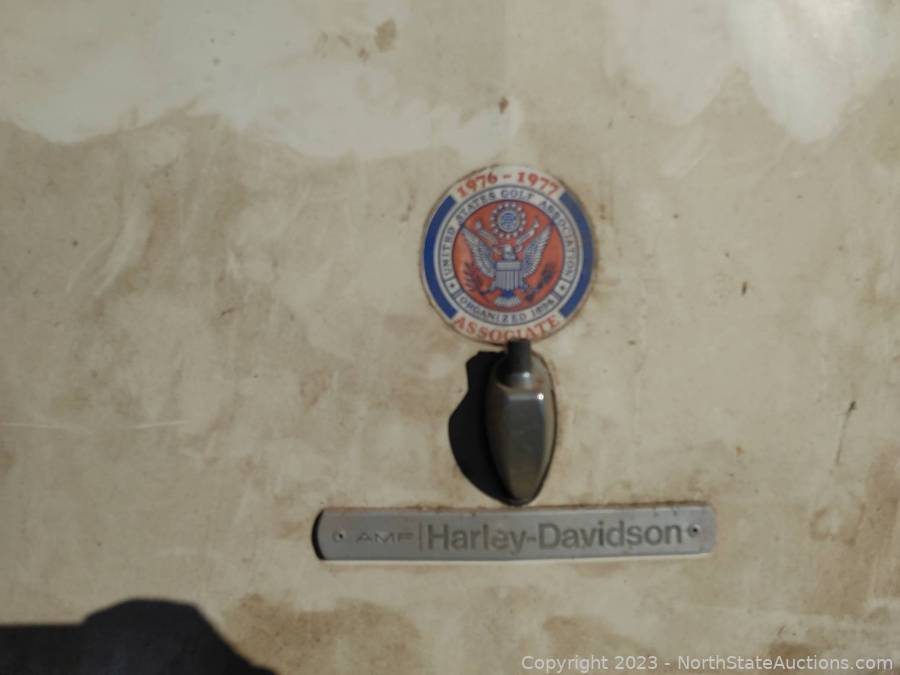 1976 - 1977
UNITED STATES GOLF ASSOCIATION
ORGANIZED 1894
ASSOCIATE
AMF | Harley-Davidson
Copyright © 2023 - NorthStateAuctions.com